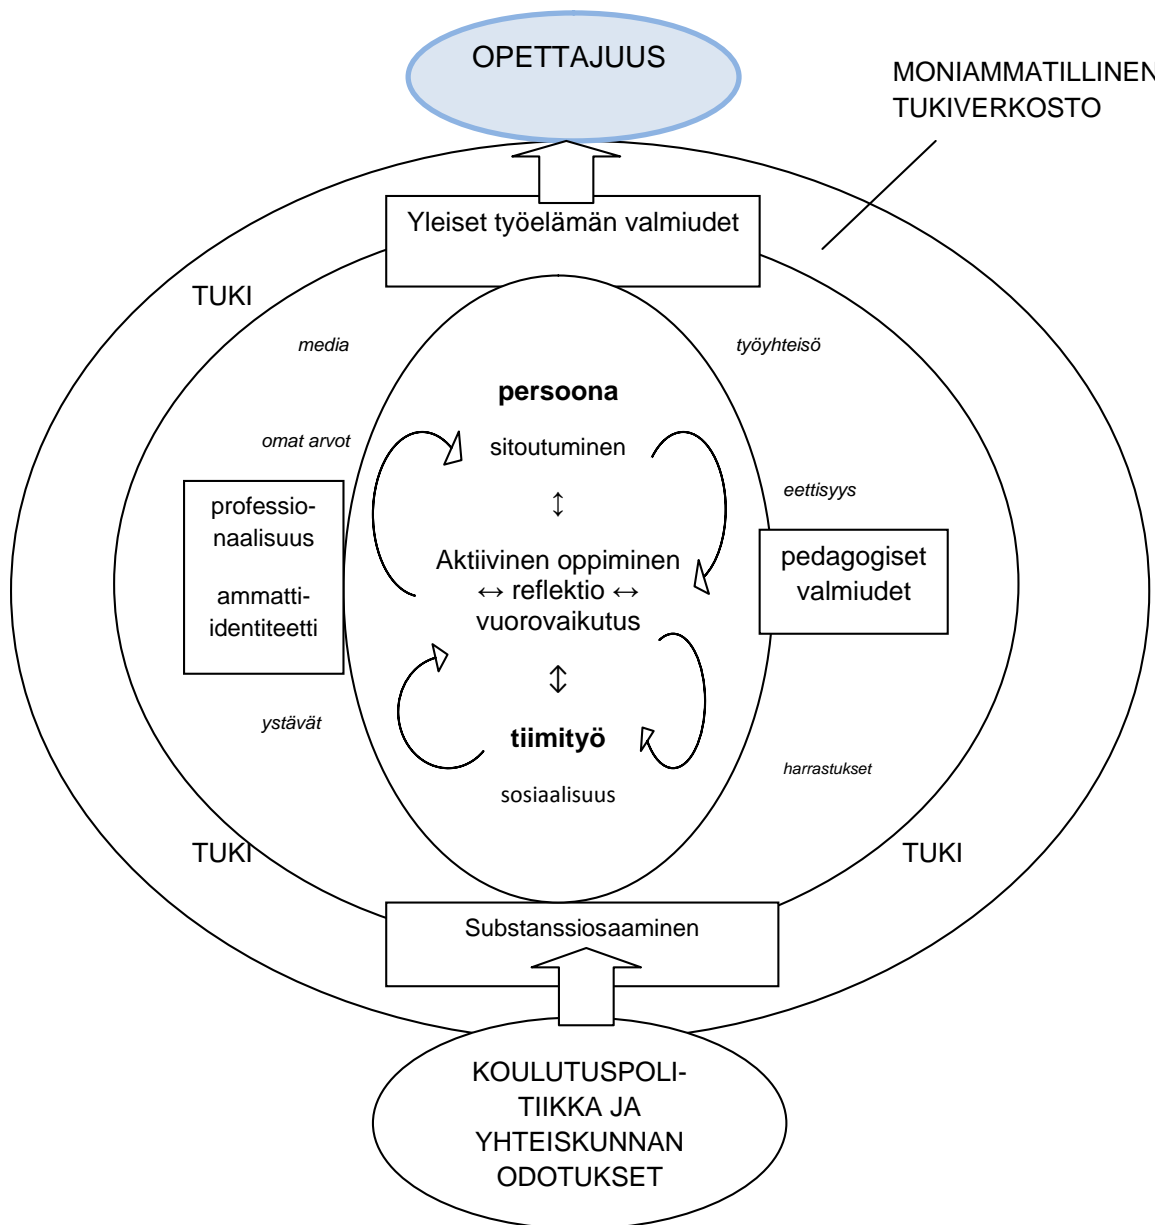 OPETTAJUUS
MONIAMMATILLINEN
TUKIVERKOSTO
Yleiset työelämän valmiudet
TUKI
media
työyhteisö
persoona
omat arvot
sitoutuminen
eettisyys
↕
professio-
naalisuus
ammatti-
identiteetti
Aktiivinen oppiminen
↔ reflektio ↔
vuorovaikutus
pedagogiset
valmiudet
↕
ystävät
tiimityö
harrastukset
sosiaalisuus
TUKI
TUKI
Substanssiosaaminen
KOULUTUSPOLI-
TIIKKA JA
YHTEISKUNNAN
ODOTUKSET